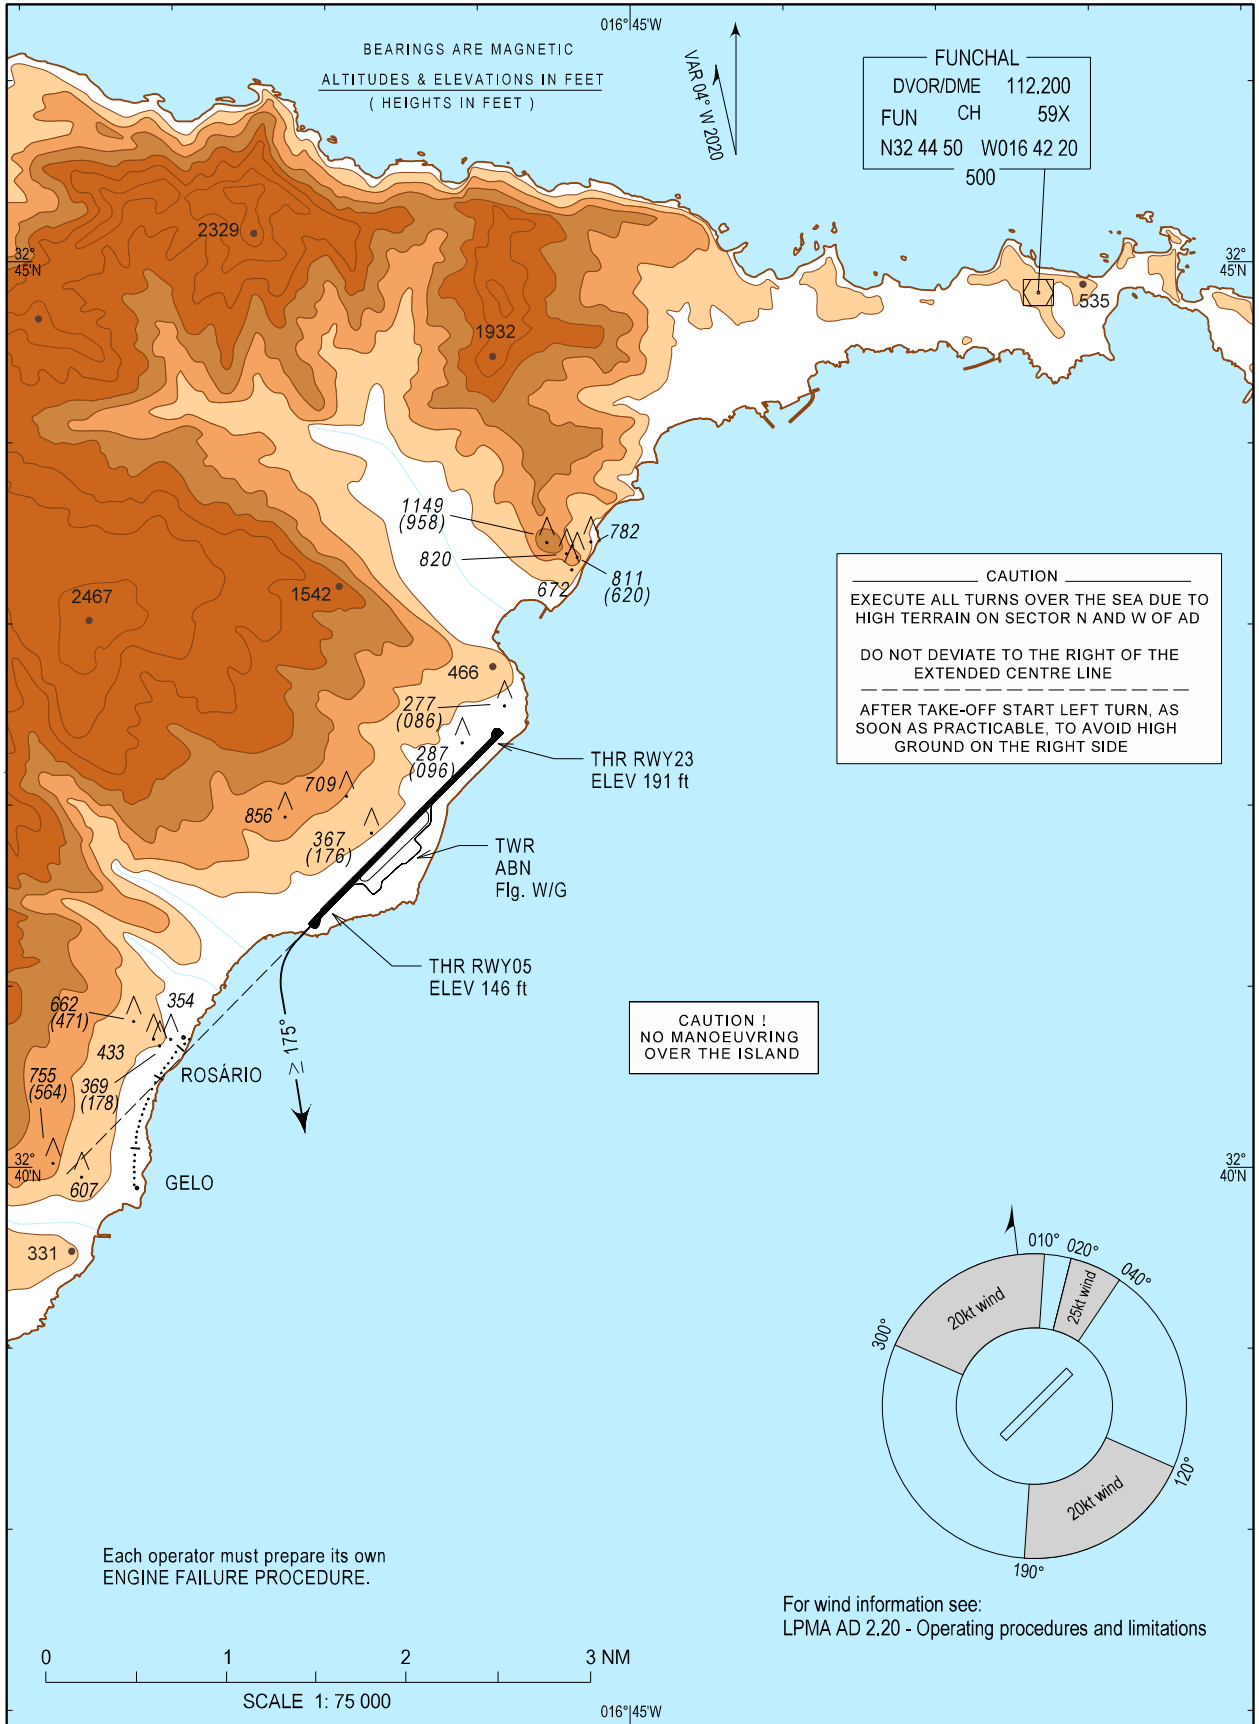 016°45'W
BEARINGS ARE MAGNETIC
ALTITUDES & ELEVATIONS IN FEET
( HEIGHTS IN FEET )
VAR 04° W 2020
FUNCHAL
DVOR/DME 112.200
FUN CH 59X
N32 44 50 W016 42 20
500
2329
32°
45'N
32°
45'N
535
1932
1149
(958)
782
820
811
(620)
672
2467
1542
466
277
(086)
287
(096)
CAUTION
EXECUTE ALL TURNS OVER THE SEA DUE TO
HIGH TERRAIN ON SECTOR N AND W OF AD
DO NOT DEVIATE TO THE RIGHT OF THE
EXTENDED CENTRE LINE
AFTER TAKE-OFF START LEFT TURN, AS
SOON AS PRACTICABLE, TO AVOID HIGH
GROUND ON THE RIGHT SIDE
THR RWY23
ELEV 191 ft
709
856
367
(176)
TWR
ABN
Flg. W/G
THR RWY05
ELEV 146 ft
662
(471)
354
433
≥ 175°
CAUTION !
NO MANOEUVRING
OVER THE ISLAND
755
(564)
369
(178)
ROSÁRIO
32°
40'N
32°
40'N
607
GELO
331
010°
020°
040°
20kt wind
25kt wind
300°
120°
20kt wind
190°
Each operator must prepare its own
ENGINE FAILURE PROCEDURE.
For wind information see:
LPMA AD 2.20 - Operating procedures and limitations
0 1 2 3 NM
SCALE 1: 75 000
016°45'W